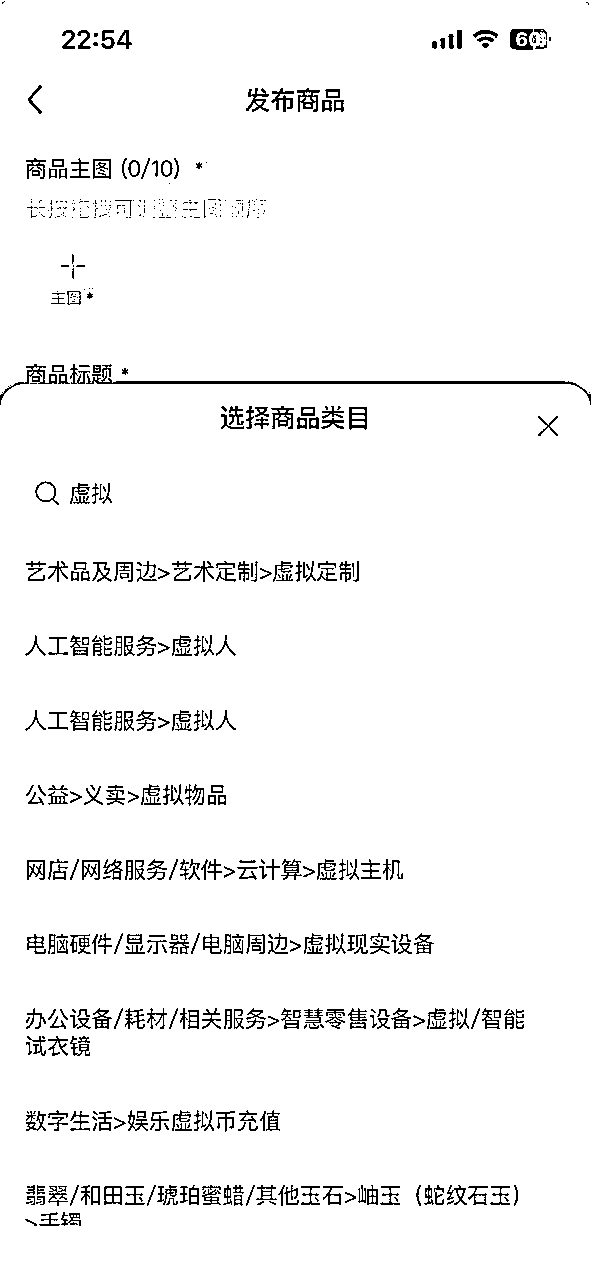 22:54
60
发布商品
商品主图 (0/10) *
长按拖拽可调整主图顺序
主图 *
商品标题 *
选择商品类目
虚拟
艺术品及周边>艺术定制>虚拟定制
人工智能服务>虚拟人
人工智能服务>虚拟人
公益>义卖>虚拟物品
网店/网络服务/软件>云计算>虚拟主机
电脑硬件/显示器/电脑周边>虚拟现实设备
办公设备/耗材/相关服务>智慧零售设备>虚拟/智能
试衣镜
数字生活>娱乐虚拟币充值
翡翠/和田玉/琥珀蜜蜡/其他玉石>岫玉（蛇纹石玉）
>手镯